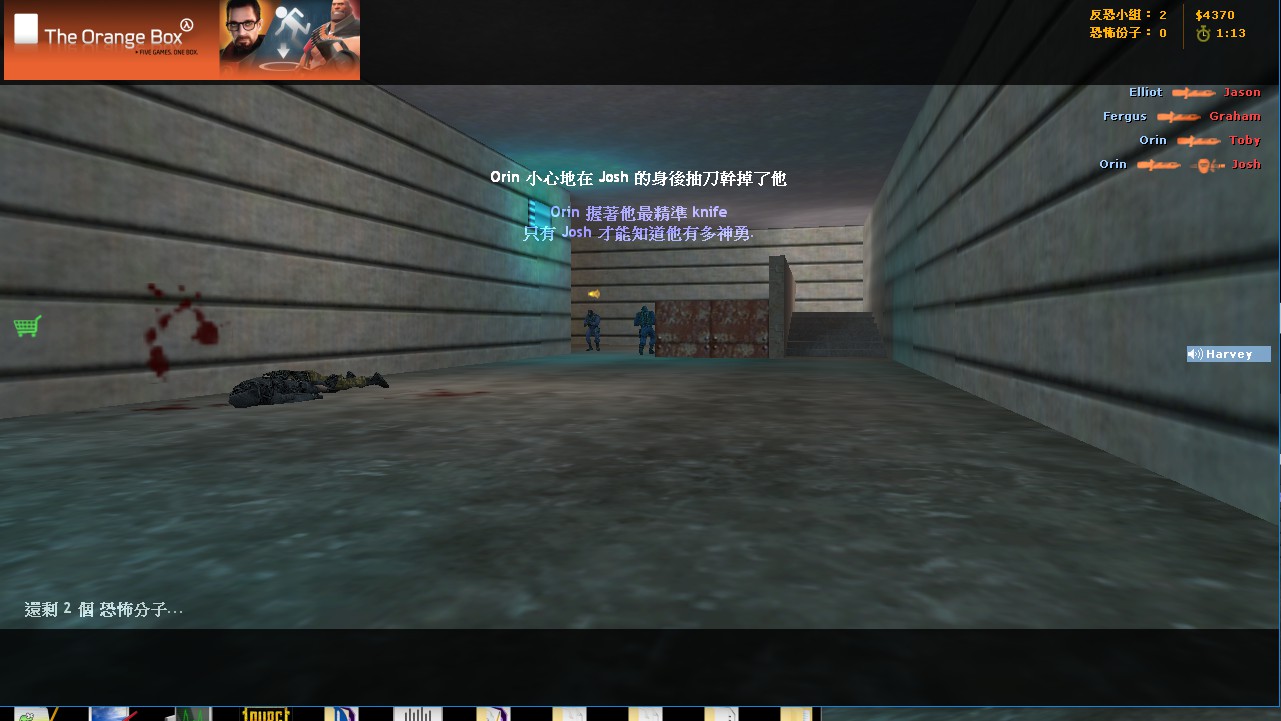 The Orange Box
FIVE GAMES. ONE BOX.
反恐小組： 2
恐怖份子： 0
$4370
1:13
Elliot Jason
Fergus Graham
Orin Toby
Orin Josh
Orin 小心地在 Josh 的身後抽刀幹掉了他
Orin 握著他最精準 knife
只有 Josh 才能知道他有多神勇.
Harvey
還剩 2 個 恐怖分子...